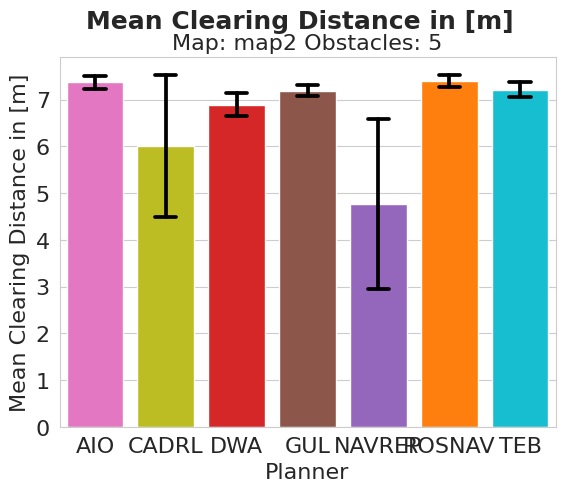 Mean Clearing Distance in [m]
Map: map2 Obstacles: 5
Mean Clearing Distance in [m]
7
6
5
4
3
2
1
0
AIO CADRL DWA GUL NAVREP ROSNAV TEB
Planner